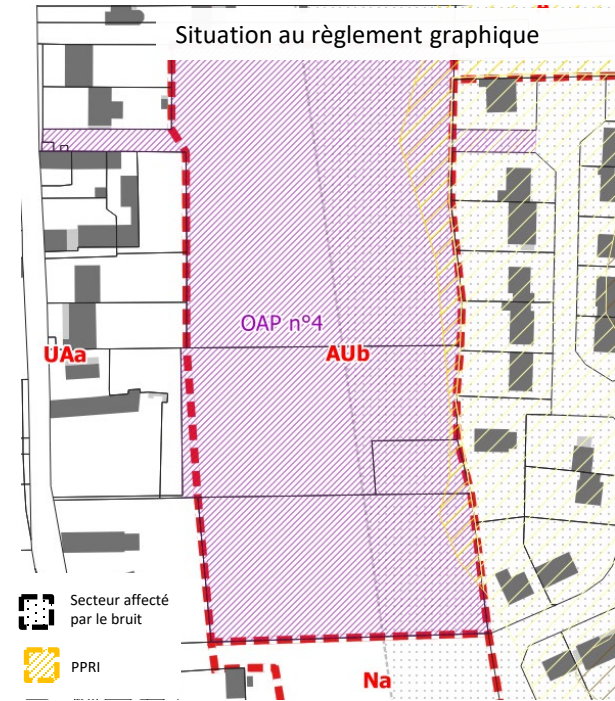 Situation au règlement graphique
OAP n°4
UAa
AUb
Secteur affecté
par le bruit
PPRI
Na